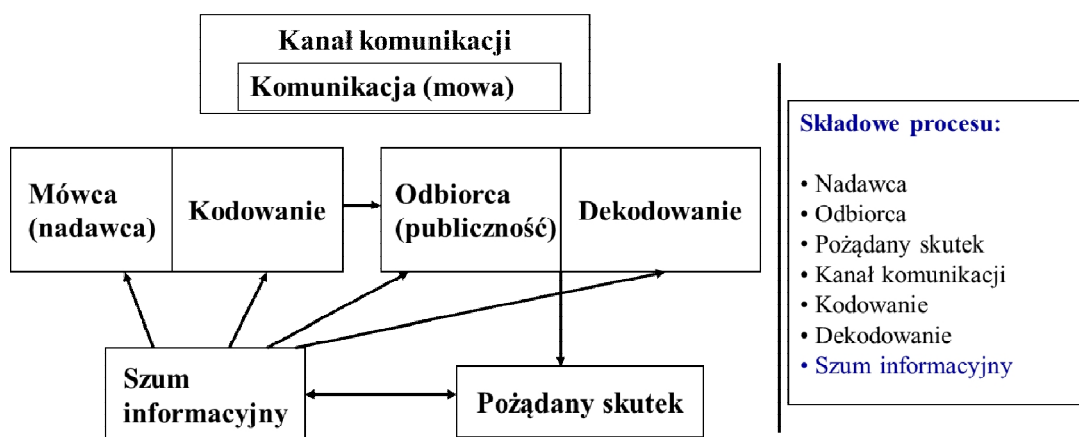 Kanał komunikacji
Komunikacja (mowa)
Mówca
(nadawca)
Kodowanie
Odbiorca
(publiczność)
Dekodowanie
Szum
informacyjny
Pożądany skutek
Składowe procesu:
• Nadawca
• Odbiorca
• Pożądany skutek
• Kanał komunikacji
• Kodowanie
• Dekodowanie
• Szum informacyjny